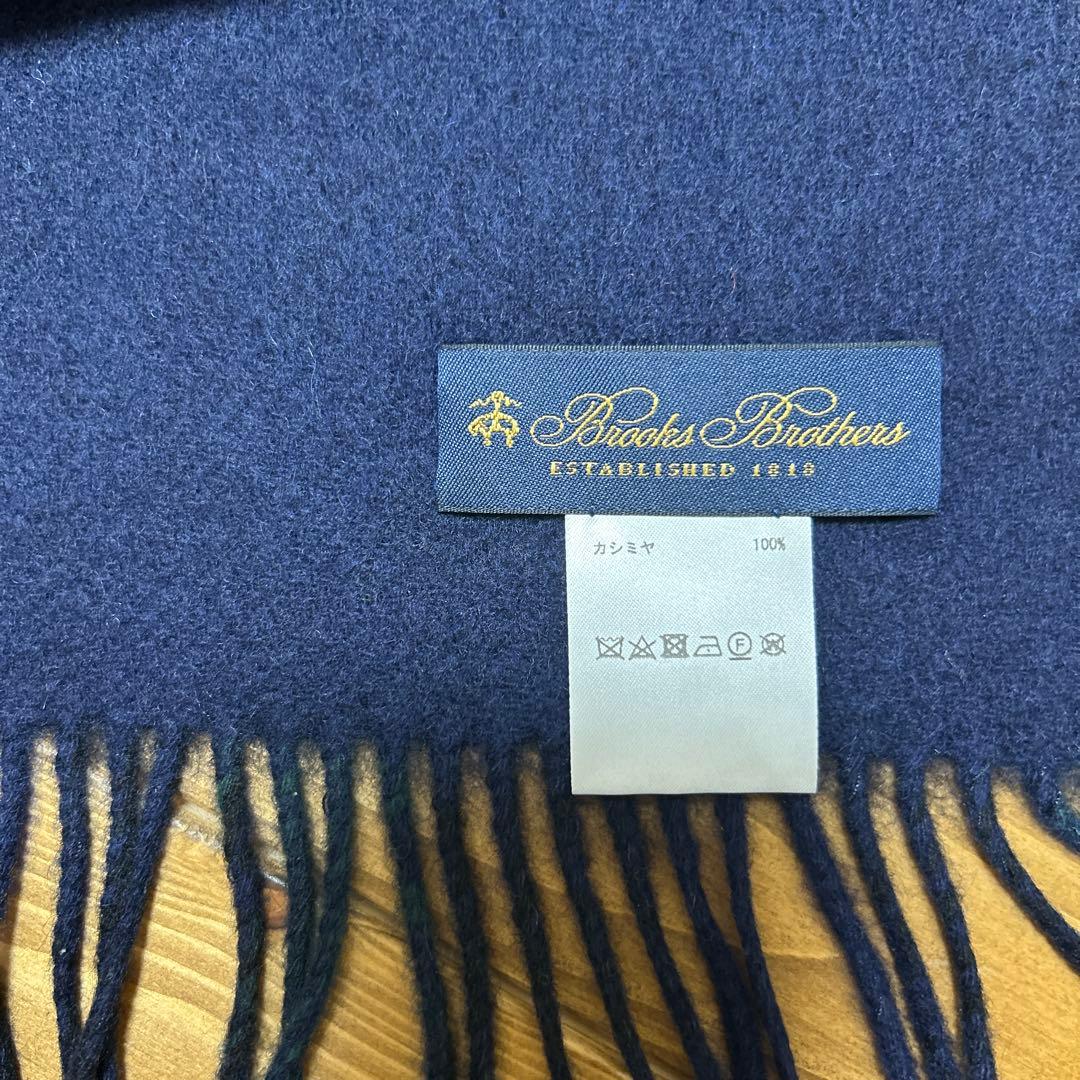 Brooks Brothers
ESTABLISHED 1818
カシミヤ 100%
F W